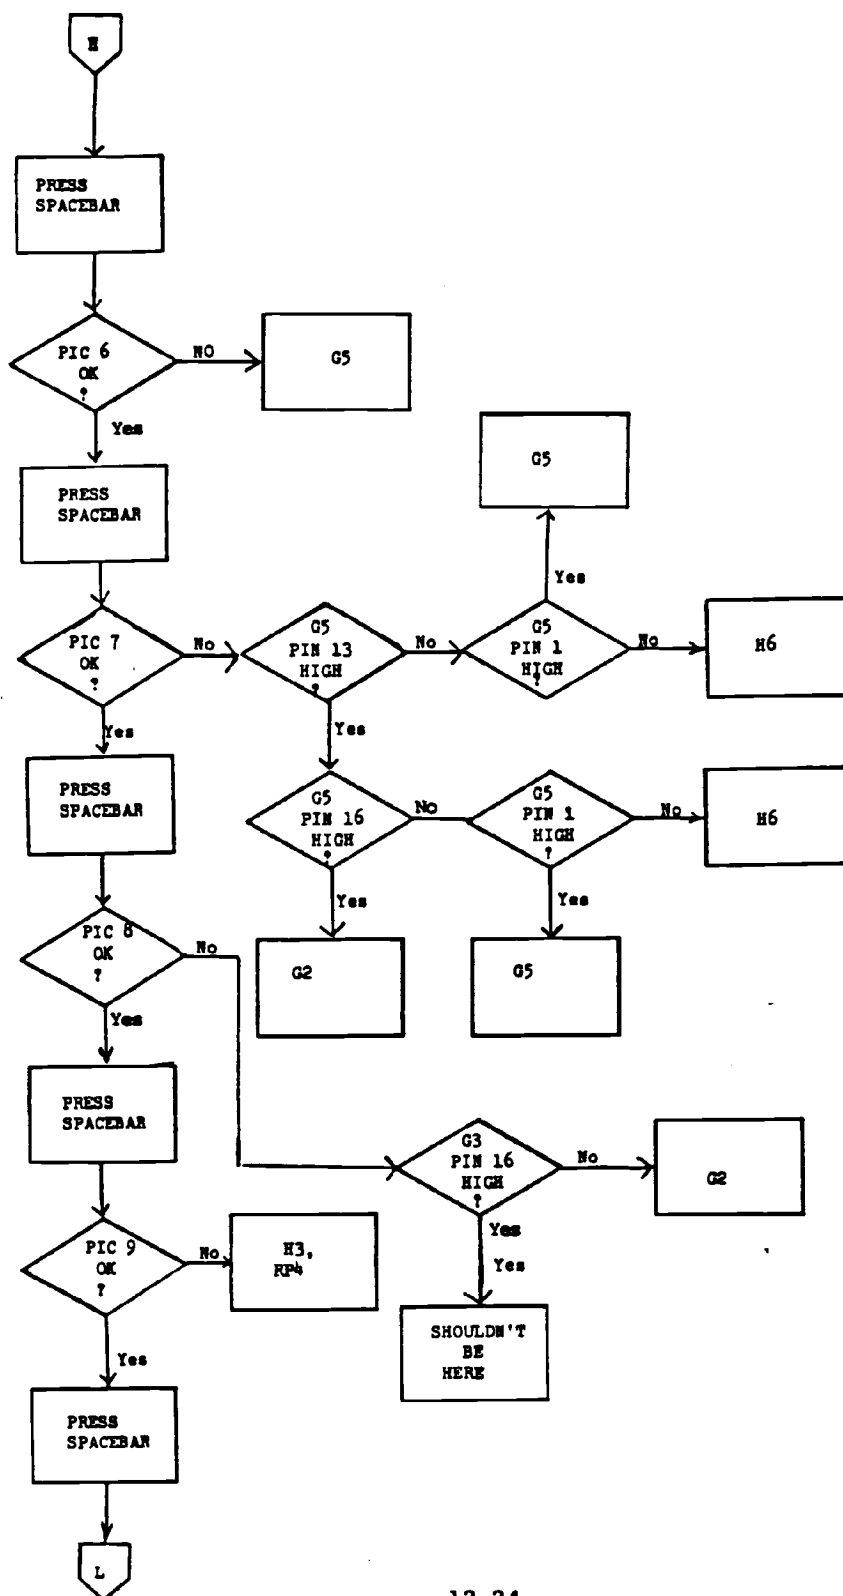 PRESS
SPACEBAR
PIC 6
OK
?
NO
G5
Yes
PRESS
SPACEBAR
G5
Yes
PIC 7
OK
?
No
G5
PIN 13
HIGH
?
No
G5
PIN 1
HIGH
?
No
H6
Yes
Yes
PRESS
SPACEBAR
G5
PIN 16
HIGH
?
No
G5
PIN 1
HIGH
?
No
H6
Yes
Yes
PIC 8
OK
?
No
G2
G5
Yes
PRESS
SPACEBAR
G3
PIN 16
HIGH
?
No
G2
Yes
Yes
PIC 9
OK
?
No
H3,
RP4
SHOULDN'T
BE
HERE
Yes
PRESS
SPACEBAR
L